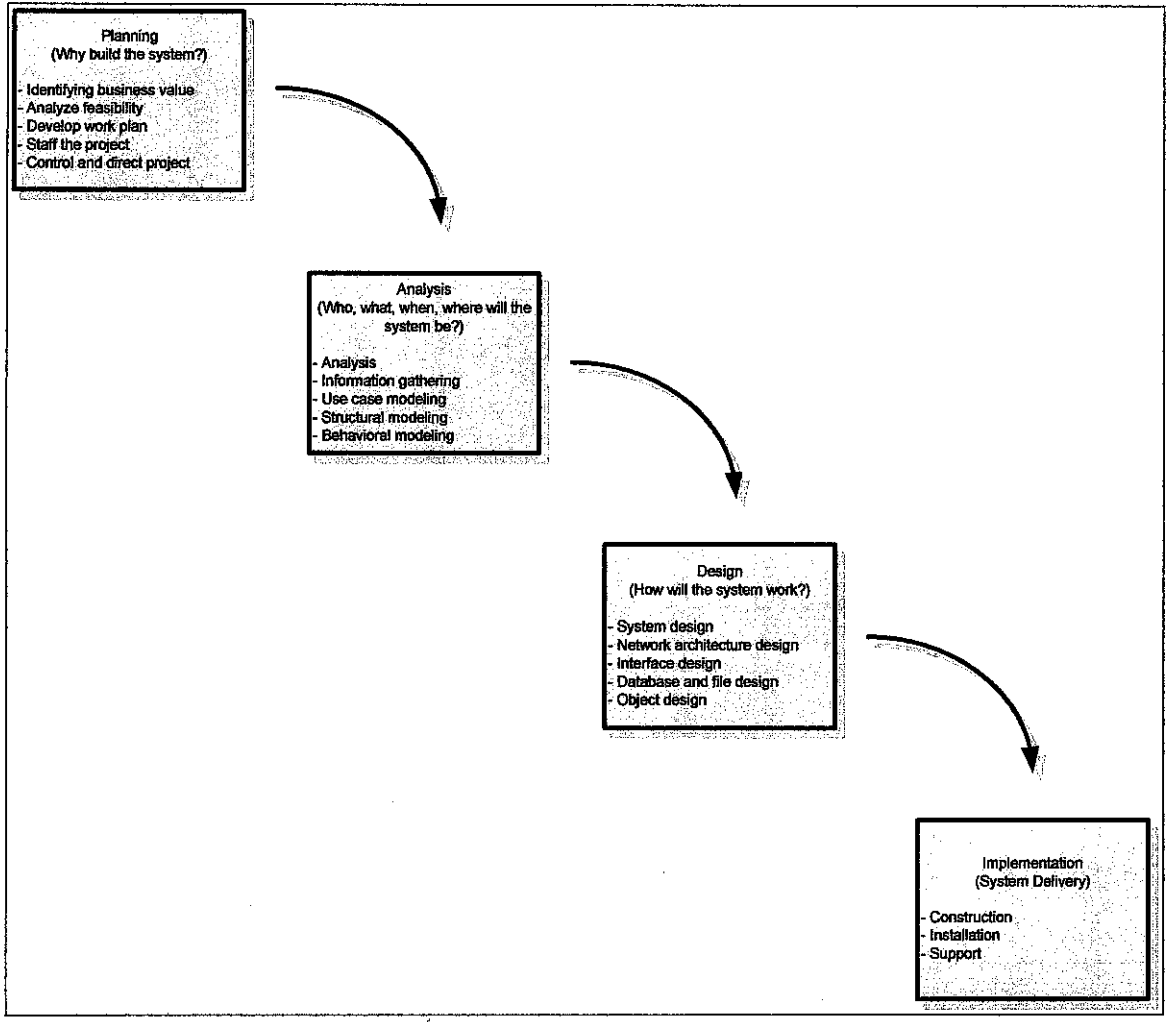 Planning
(Why build the system?)
- Identifying business value
- Analyze feasibility
- Develop work plan
- Staff the project
- Control and direct project
Analysis
(Who, what, when, where will the
system be?)
- Analysis
- Information gathering
- Use case modeling
- Structural modeling
- Behavioral modeling
Design
(How will the system work?)
- System design
- Network architecture design
- Interface design
- Database and file design
- Object design
Implementation
(System Delivery)
- Construction
- Installation
- Support